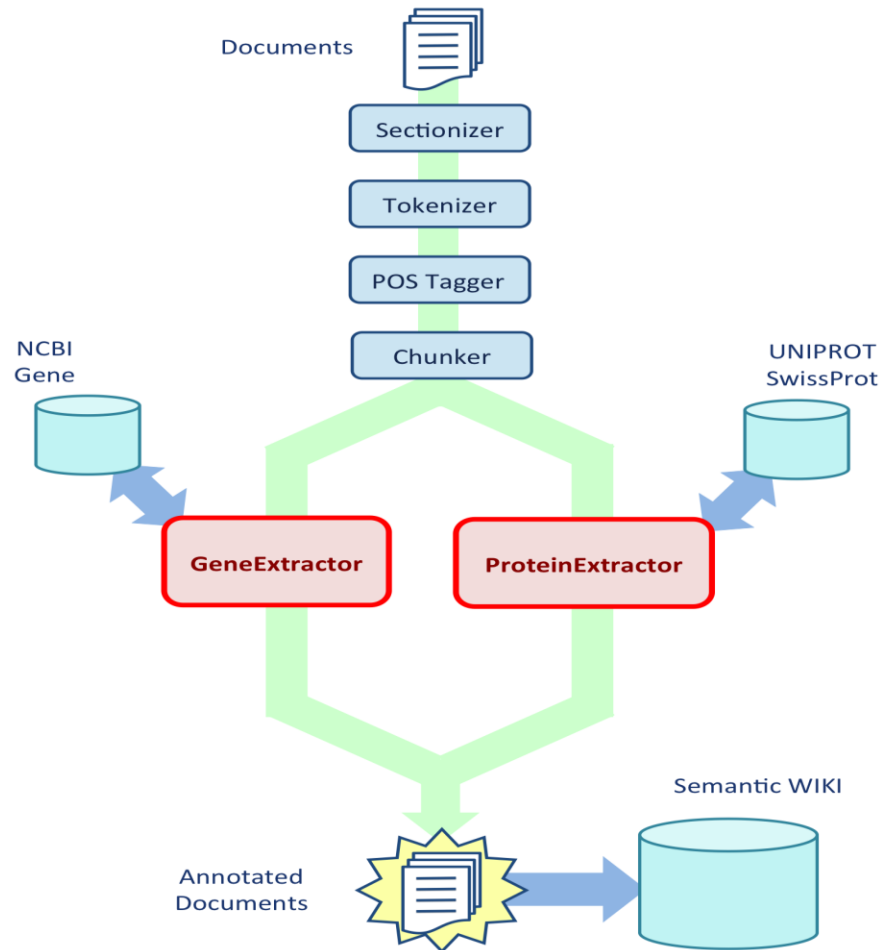 Documents
Sectionizer
Tokenizer
POS Tagger
Chunker
NCBI
Gene
UNIPROT
SwissProt
GeneExtractor
ProteinExtractor
Semantic WIKI
Annotated
Documents